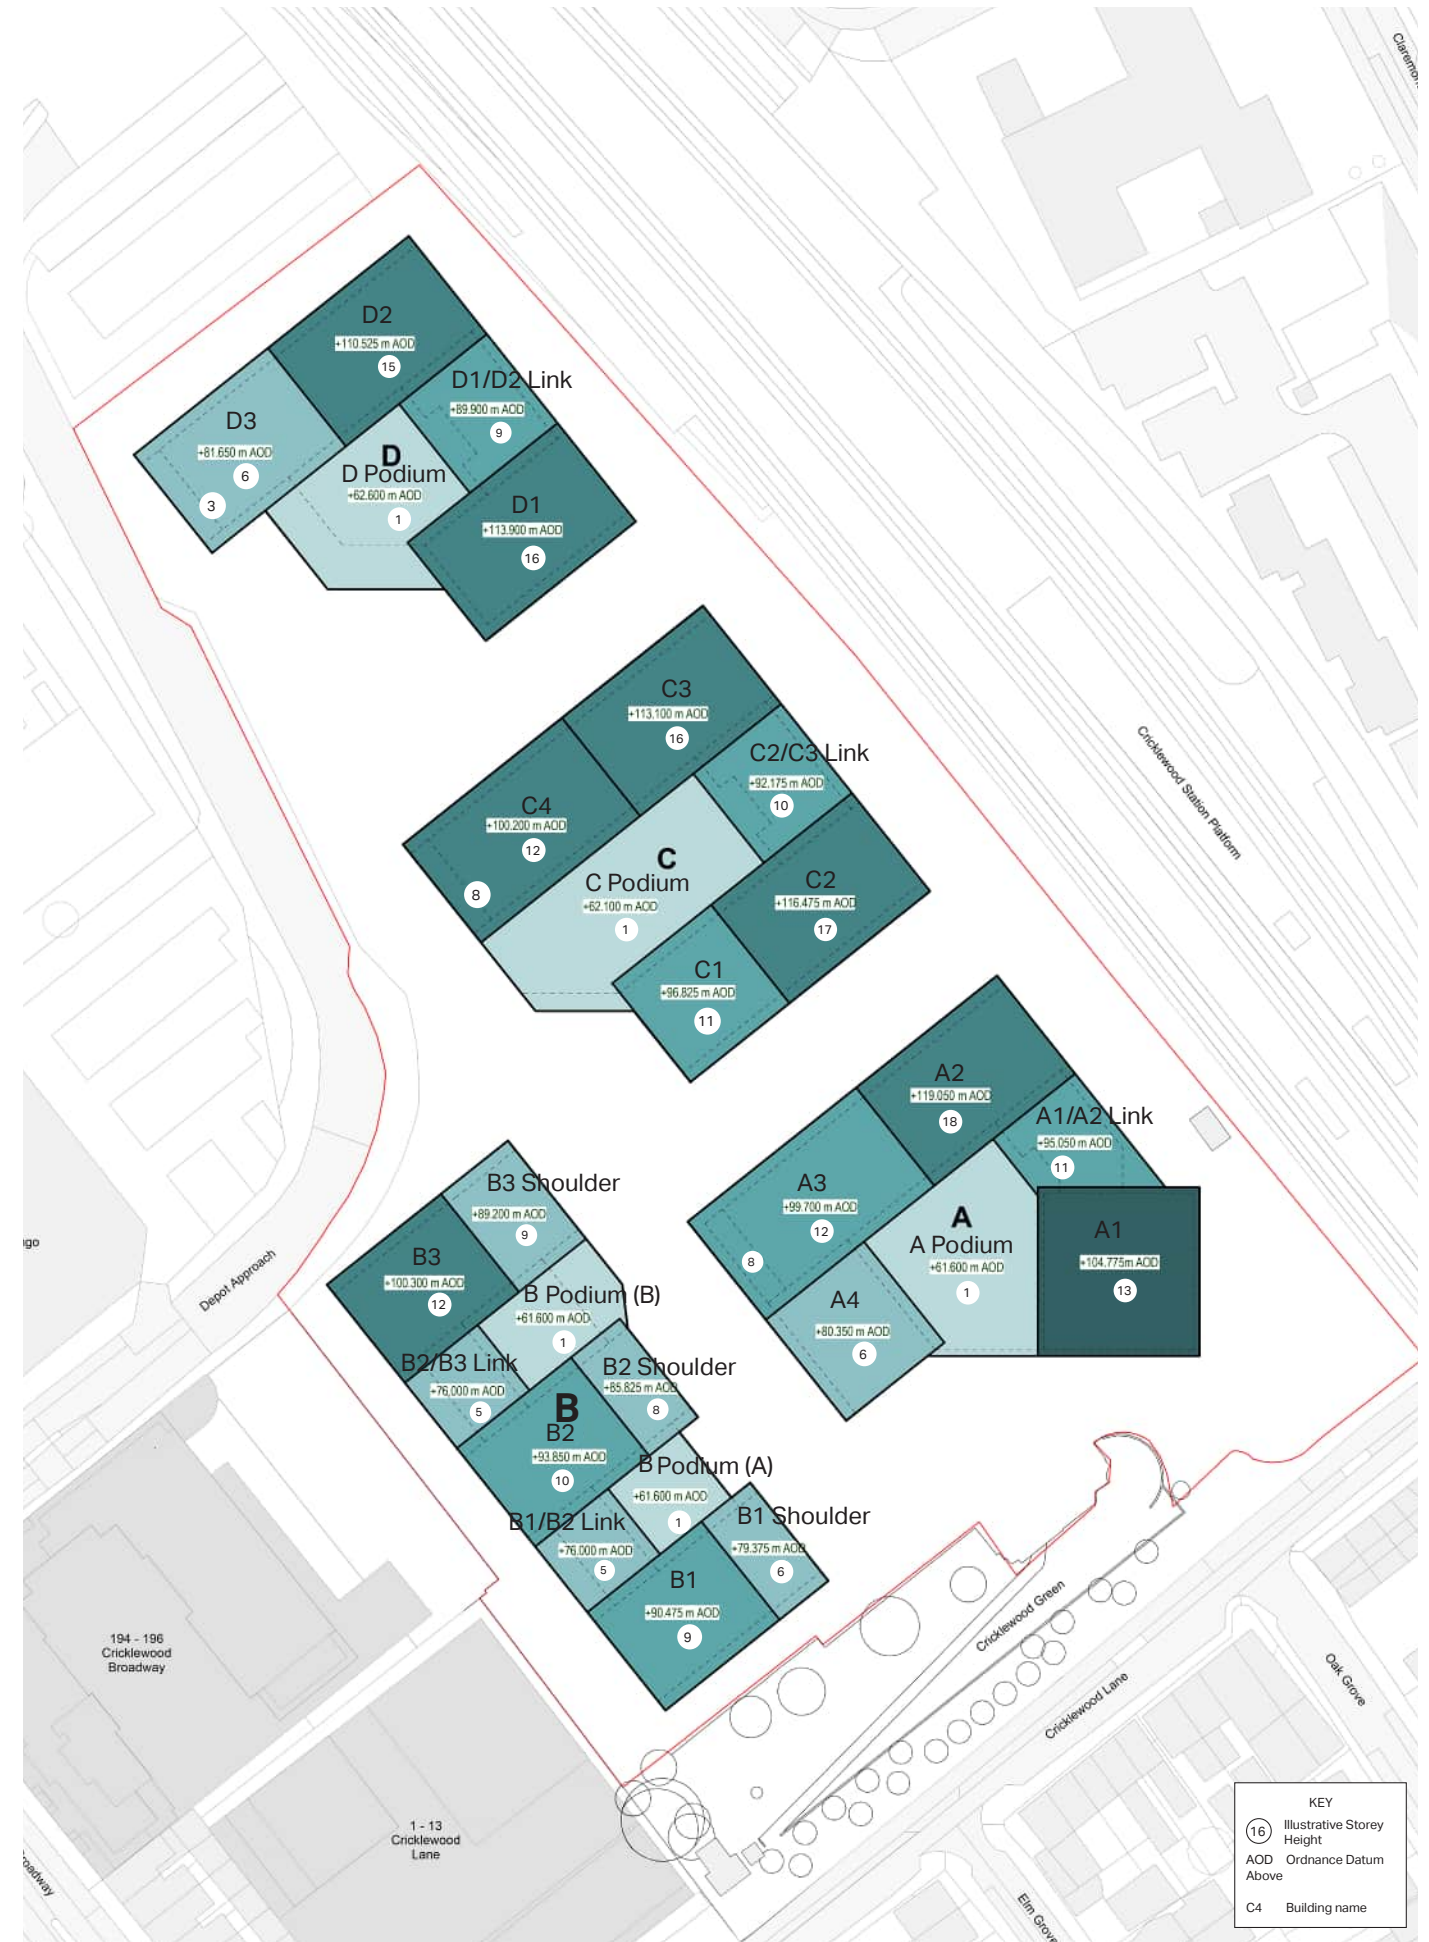 Claremont
D2
+110.525 m AOD
15
D1/D2 Link
+89.900 m AOD
9
D3
+81.650 m AOD
6
3
D
D Podium
+62.600 m AOD
1
D1
+113.900 m AOD
16
C3
+113.100 m AOD
16
C2/C3 Link
+92.175 m AOD
10
C4
+100.200 m AOD
12
8
C
C Podium
+62.100 m AOD
1
C2
+116.475 m AOD
17
C1
+96.825 m AOD
11
Cricklewood Station Platform
A2
+119.050 m AOD
18
A1/A2 Link
+95.050 m AOD
11
A3
+99.700 m AOD
12
8
A
A Podium
+61.600 m AOD
1
A1
+104.775m AOD
13
A4
+80.350 m AOD
6
B3 Shoulder
+89.200 m AOD
9
B3
+100.300 m AOD
12
B Podium (B)
+61.600 m AOD
1
B2/B3 Link
+76.000 m AOD
5
B2 Shoulder
+85.825 m AOD
8
B
B2
+93.850 m AOD
10
B Podium (A)
+61.600 m AOD
1
B1/B2 Link
+76.000 m AOD
5
B1 Shoulder
+79.375 m AOD
6
B1
+90.475 m AOD
9
Depot Approach
194 - 196
Cricklewood
Broadway
1 - 13
Cricklewood
Lane
Cricklewood Green
Cricklewood Lane
Oak Grove
Elm Grove
KEY
16 Illustrative Storey
Height
AOD Ordnance Datum
Above
C4 Building name